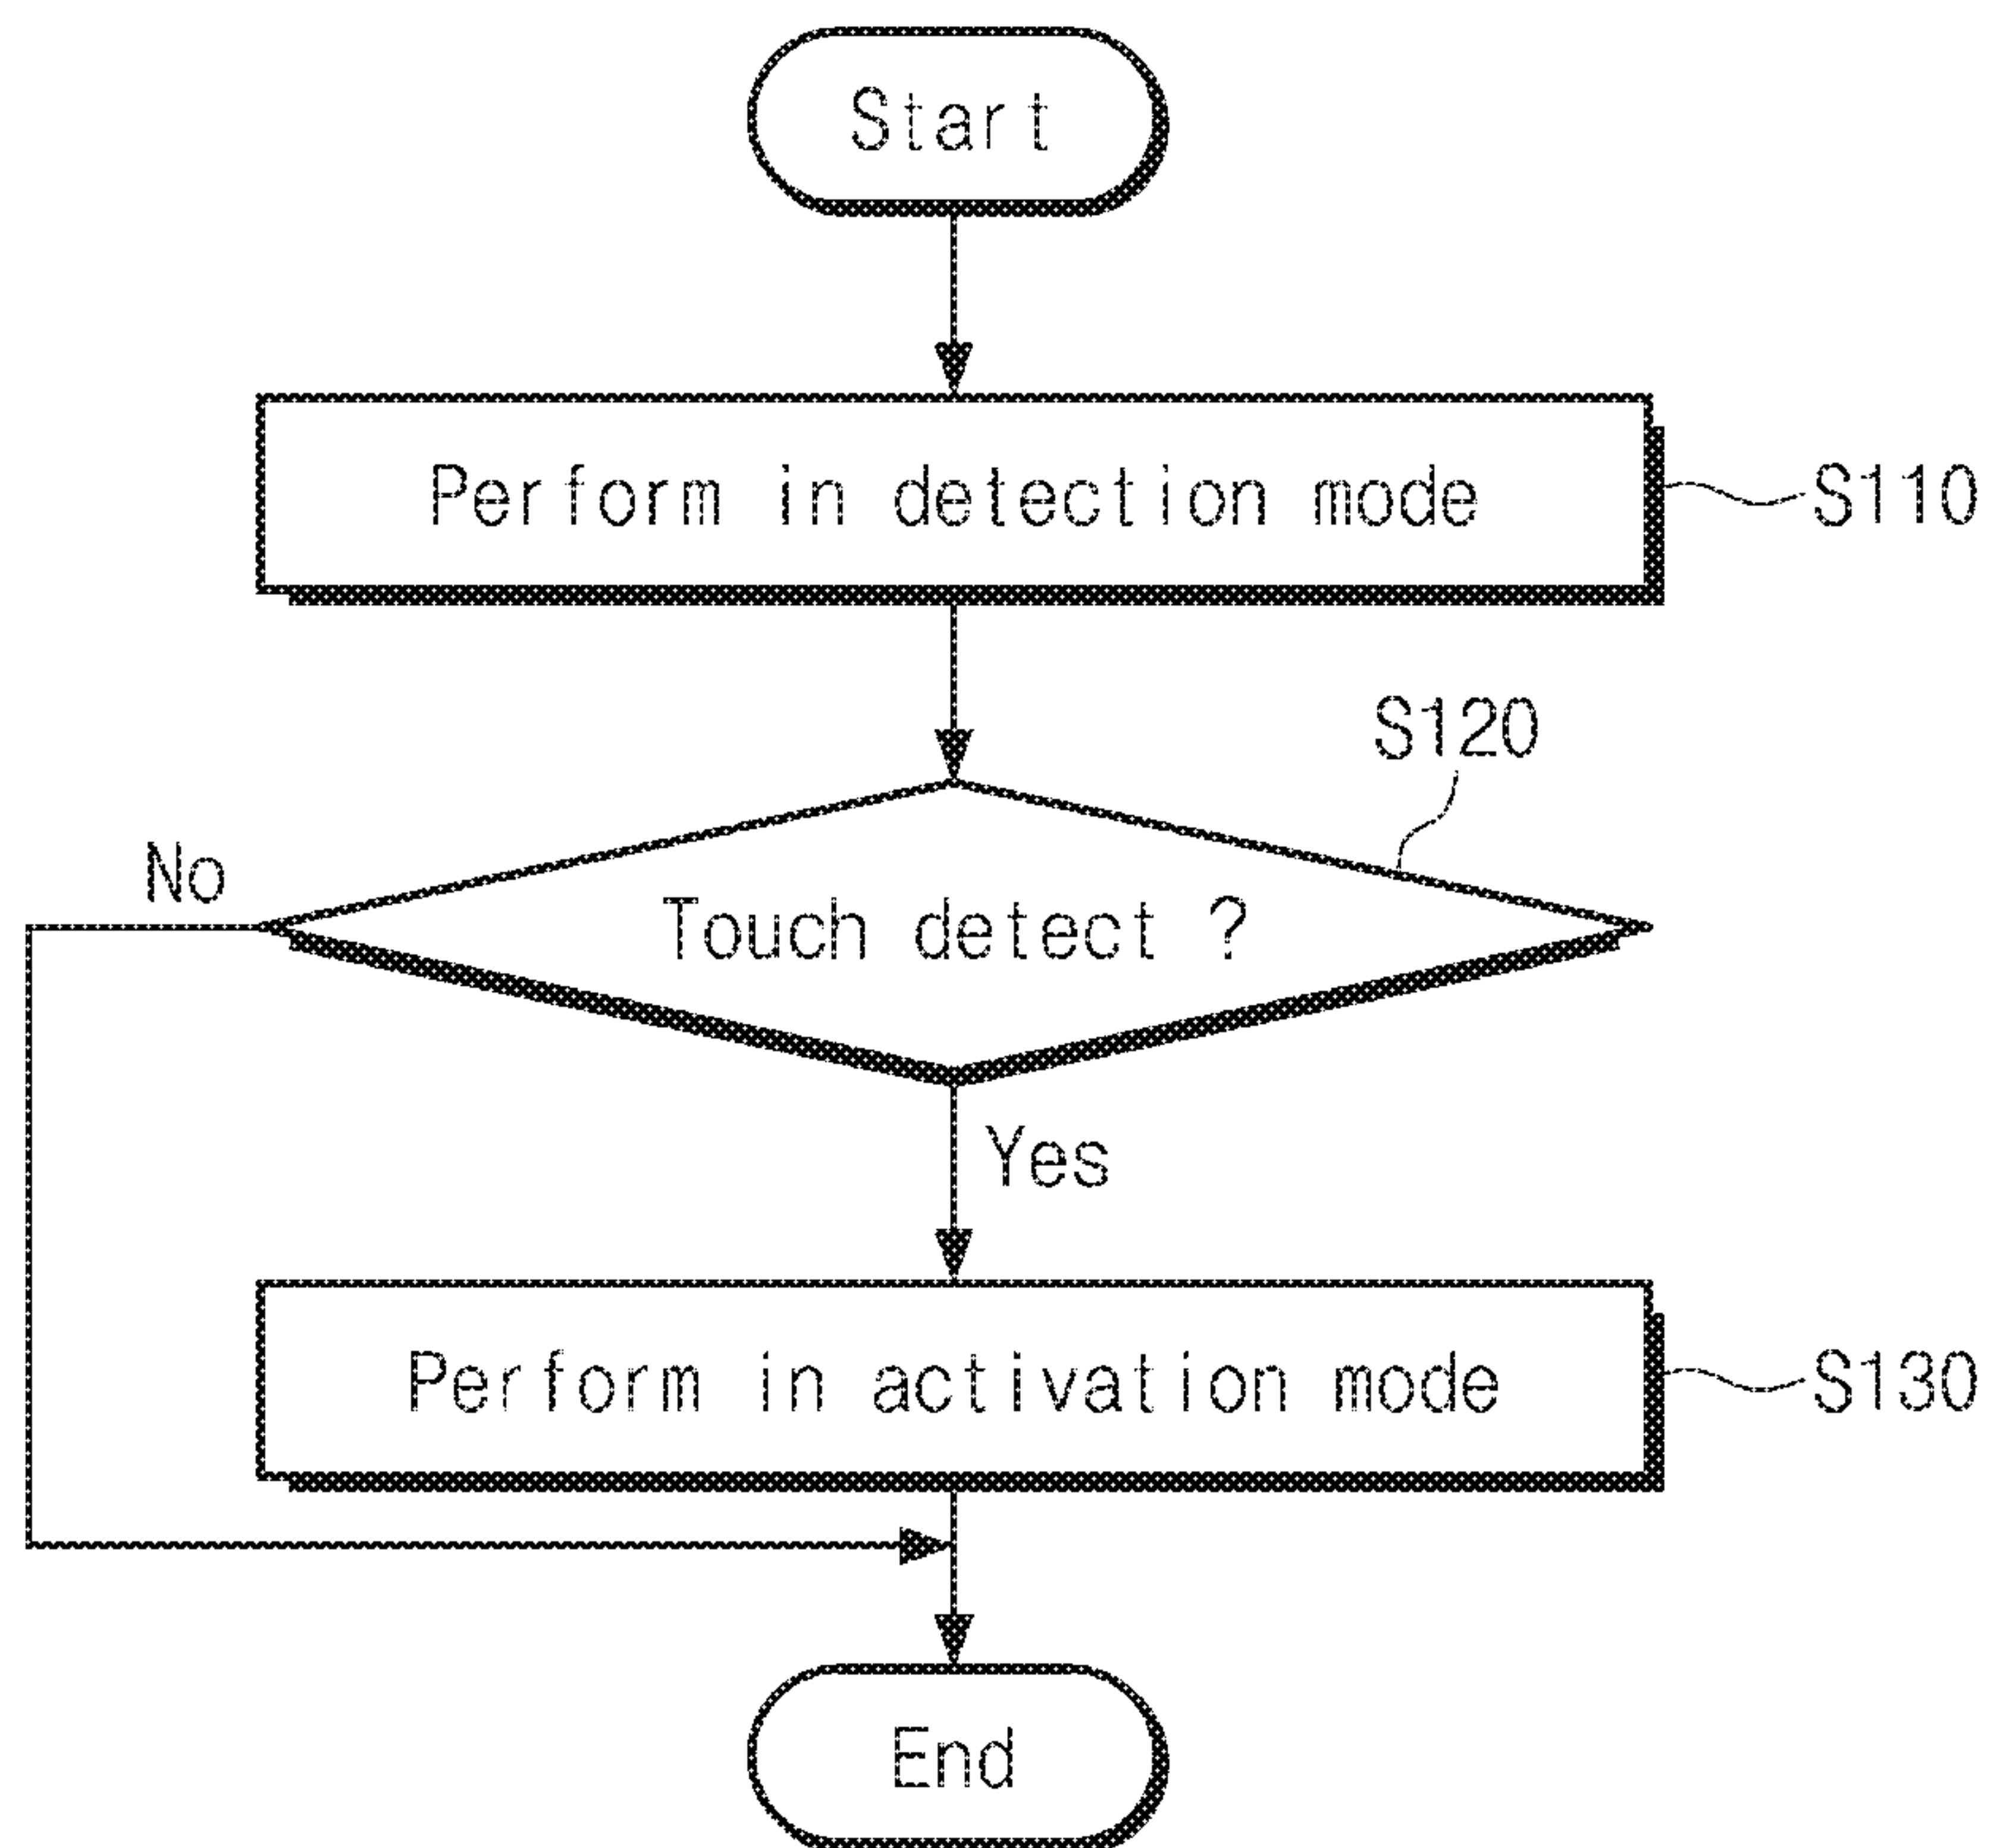 Start
Perform in detection mode
S110
S120
No
Touch detect ?
Yes
Perform in activation mode
S130
End